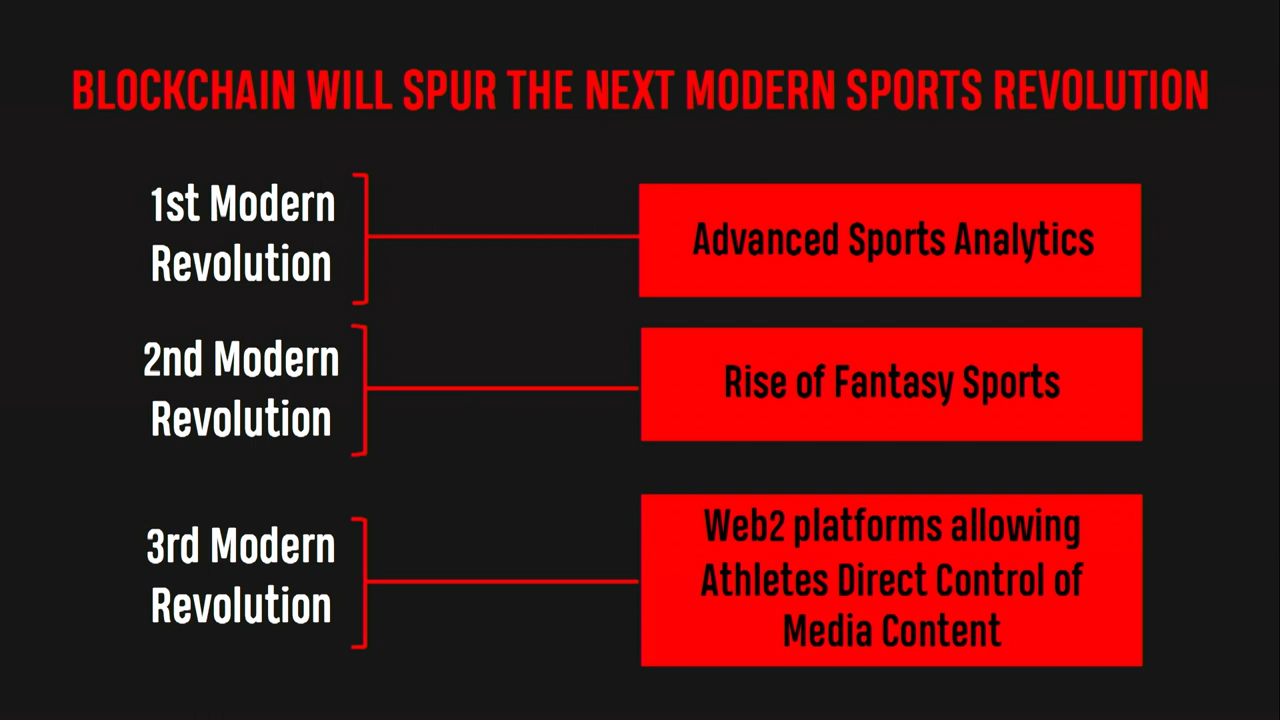 BLOCKCHAIN WILL SPUR THE NEXT MODERN SPORTS REVOLUTION
1st Modern
Revolution
Advanced Sports Analytics
2nd Modern
Revolution
Rise of Fantasy Sports
3rd Modern
Revolution
Web2 platforms allowing
Athletes Direct Control of
Media Content